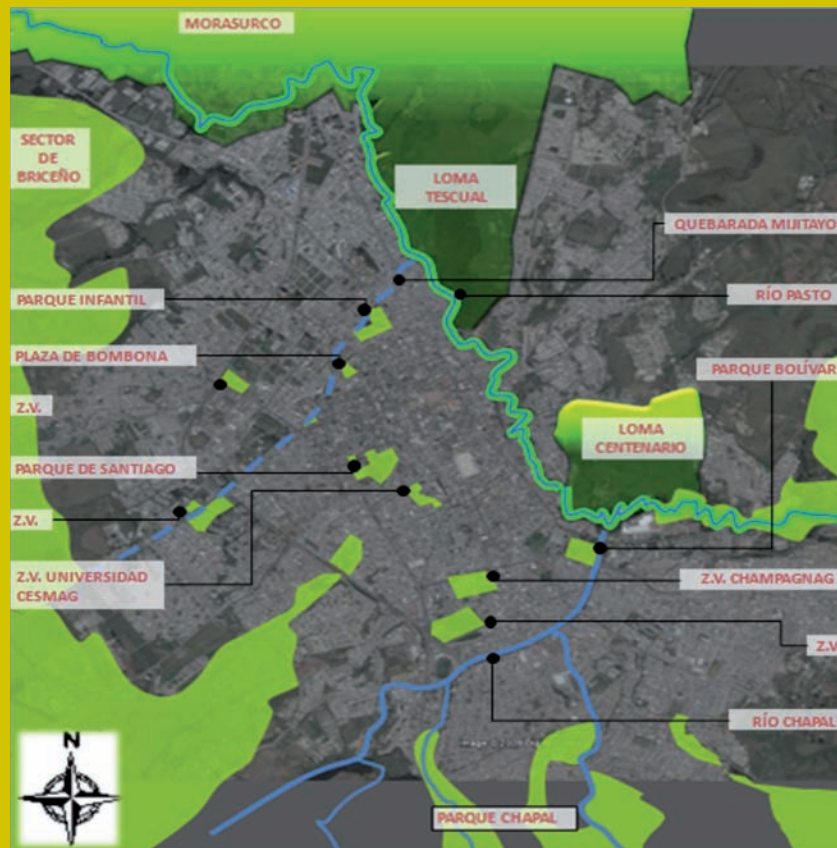 MORASURCO
SECTOR
DE
BRICEÑO
LOMA
TESCUAL
QUEBARADA MIJITAYO
PARQUE INFANTIL
RÍO PASTO
PLAZA DE BOMBONA
PARQUE BOLÍVAR
Z.V.
LOMA
CENTENARIO
PARQUE DE SANTIAGO
Z.V.
Z.V. UNIVERSIDAD
CESMAG
Z.V. CHAMPAGNAG
Z.V
RÍO CHAPAL
N
PARQUE CHAPAL